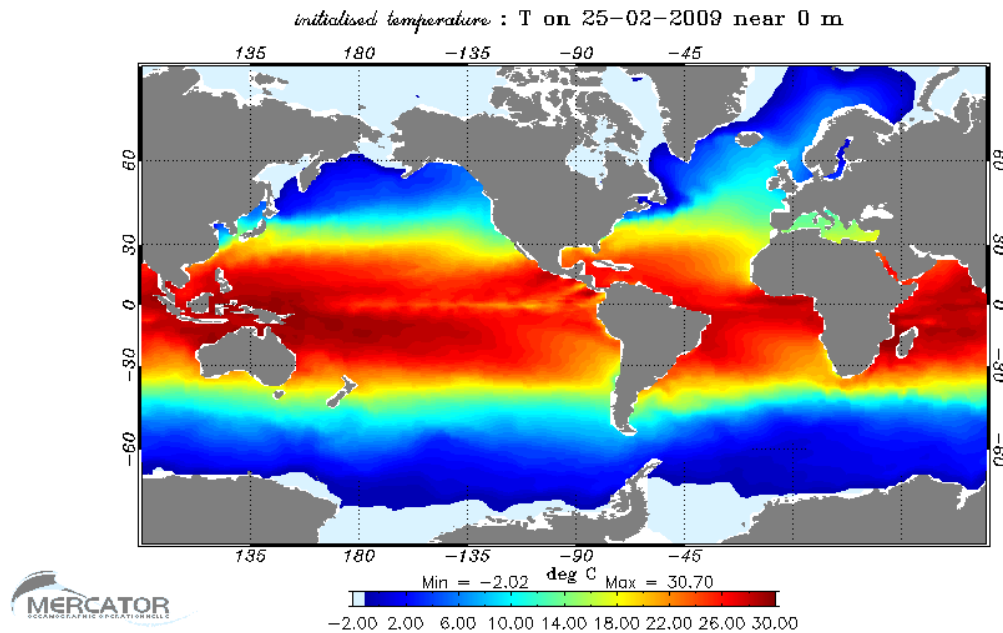 initialised temperature : T on 25-02-2009 near 0 m
135 180 -135 -90 -45
60 60
30 30
0 0
-30 -30
-60 -60
135 180 -135 -90 -45
deg C
Min = -2.02 Max = 30.70
-2.00 2.00 6.00 10.00 14.00 18.00 22.00 26.00 30.00
MERCATOR
OCEANOGRAPHIE OPERATIONNELLE